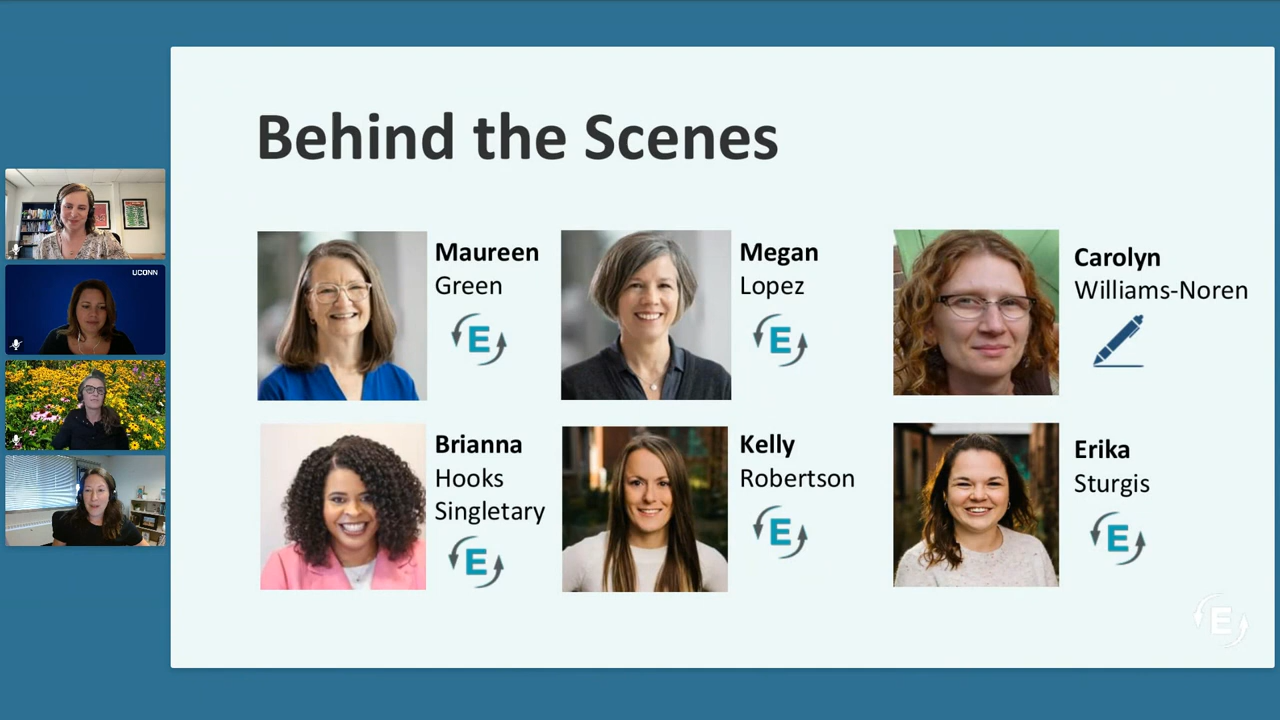 Behind the Scenes
UCONN
Maureen
Green
E
Megan
Lopez
E
Carolyn
Williams-Noren
Brianna
Hooks
Singletary
E
Kelly
Robertson
E
Erika
Sturgis
E
E